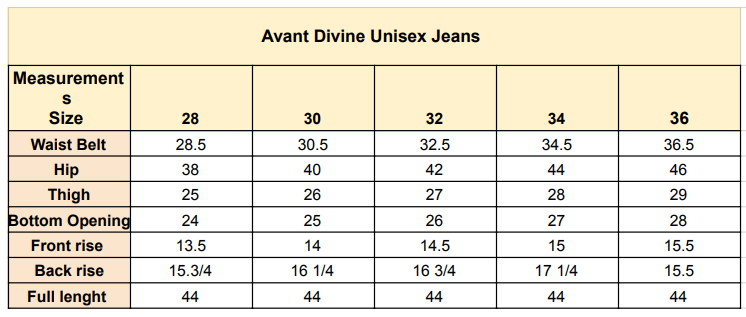 Avant Divine Unisex Jeans
Measurement
s
Size 28 30 32 34 36
Waist Belt 28.5 30.5 32.5 34.5 36.5
Hip 38 40 42 44 46
Thigh 25 26 27 28 29
Bottom Opening 24 25 26 27 28
Front rise 13.5 14 14.5 15 15.5
Back rise 15.3/4 16 1/4 16 3/4 17 1/4 15.5
Full lenght 44 44 44 44 44